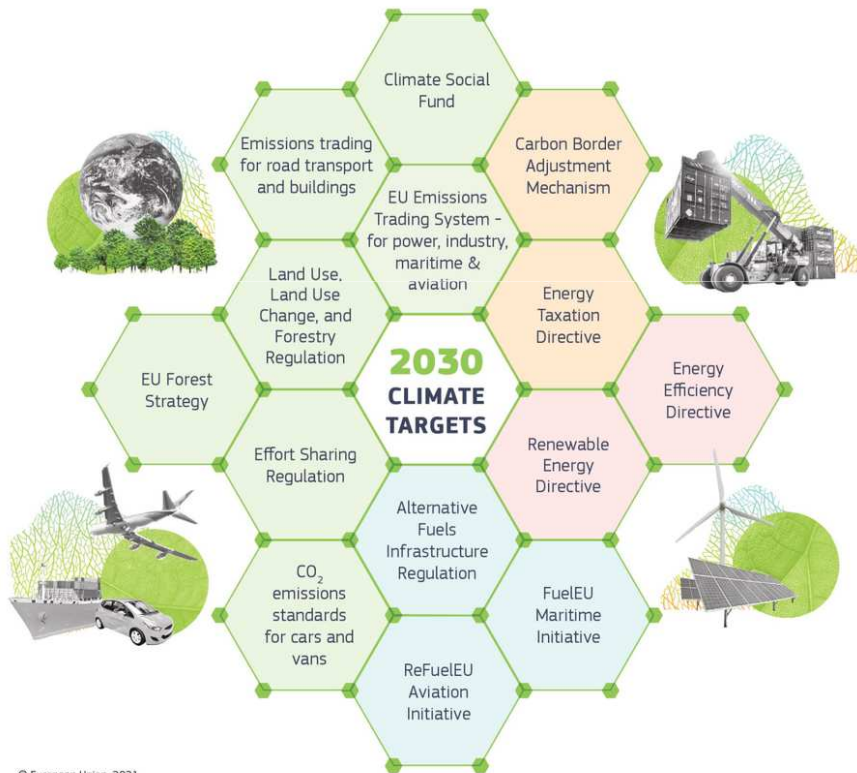 Climate Social
Fund
Emissions trading
for road transport
and buildings
Carbon Border
Adjustment
Mechanism
EU Emissions
Trading System -
for power, industry,
maritime &
aviation
Land Use,
Land Use
Change, and
Forestry
Regulation
Energy
Taxation
Directive
EU Forest
Strategy
2030
CLIMATE
TARGETS
Energy
Efficiency
Directive
Effort Sharing
Regulation
Renewable
Energy
Directive
Alternative
Fuels
Infrastructure
Regulation
CO₂
emissions
standards
for cars and
vans
FuelEU
Maritime
Initiative
ReFuelEU
Aviation
Initiative
© European Union, 2021